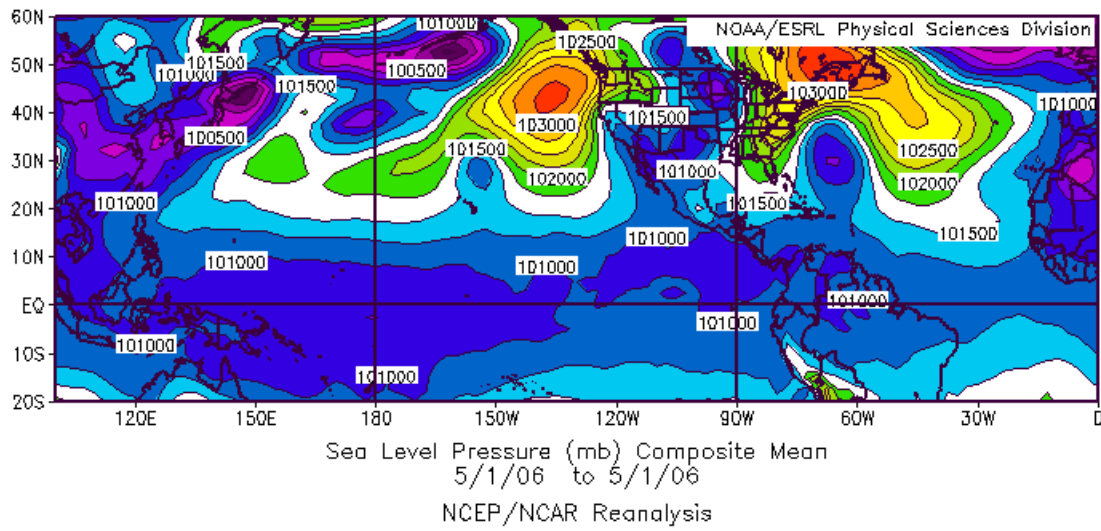 60N
50N
40N
30N
20N
10N
EQ
10S
20S
NOAA/ESRL Physical Sciences Division
101000
102500
101500
101000
100500
101500
103000
101000
100500
103000
101500
101500
102500
101000
102000
101000
102000
101500
101500
101000
101000
101000
101000
101000
101000
101000
120E
150E
180
150W
120W
90W
60W
30W
0
Sea Level Pressure (mb) Composite Mean
5/1/06 to 5/1/06
NCEP/NCAR Reanalysis